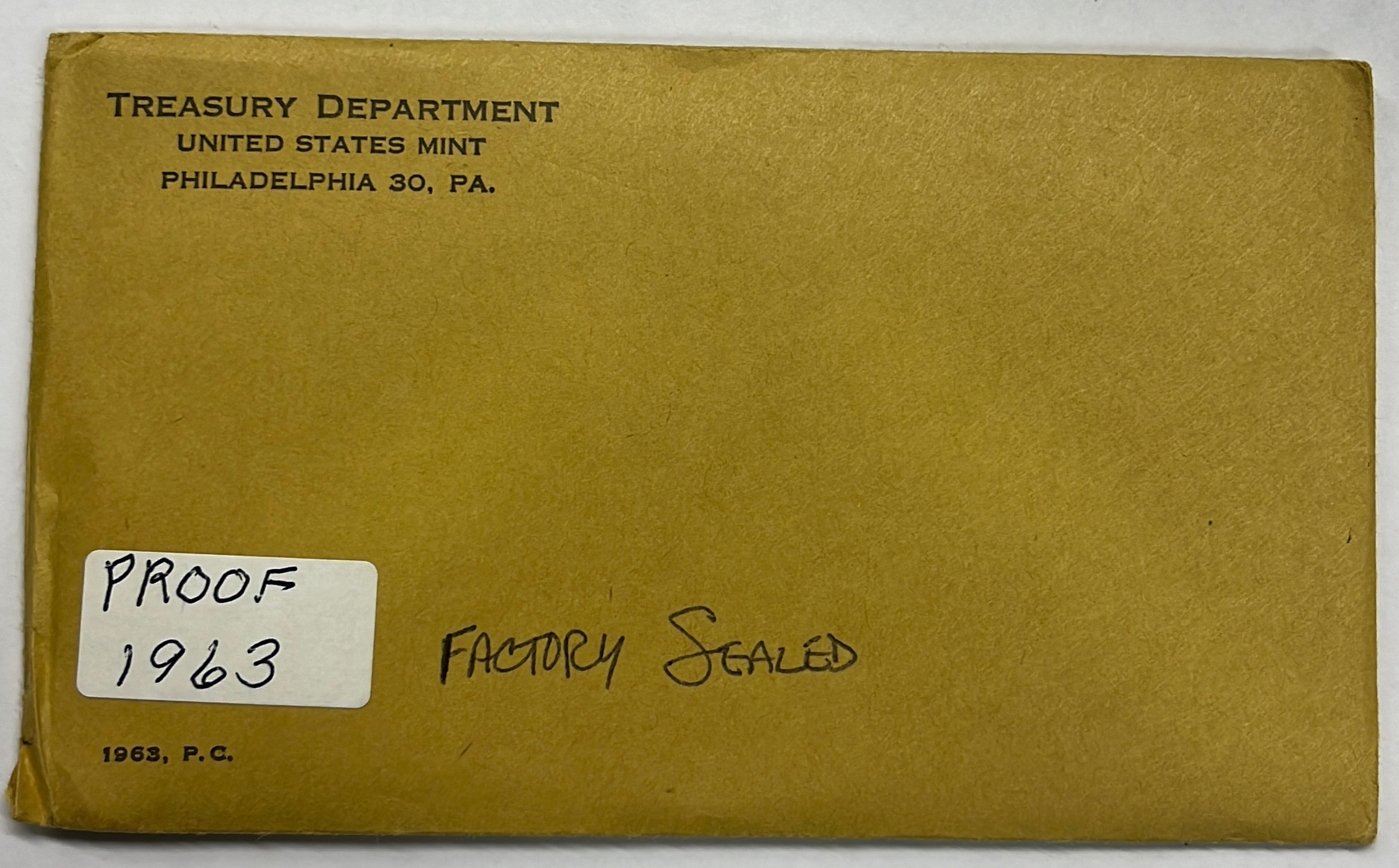 TREASURY DEPARTMENT
UNITED STATES MINT
PHILADELPHIA 30, PA.
PROOF
1963
FACTORY SEALED
1963, P.C.